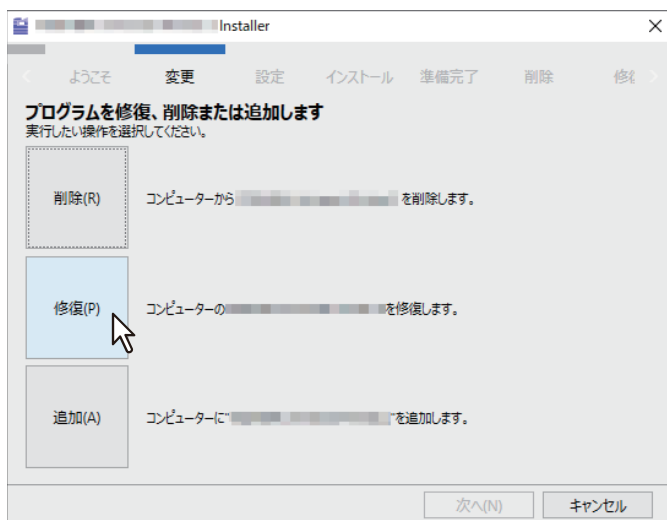 Installer
ようこそ 変更 設定 インストール 準備完了 削除 修
プログラムを修復、削除または追加します
実行したい操作を選択してください。
削除(R) コンピューターから を削除します。
修復(P) コンピューターの を修復します。
追加(A) コンピューターに" "を追加します。
次へ(N) キャンセル